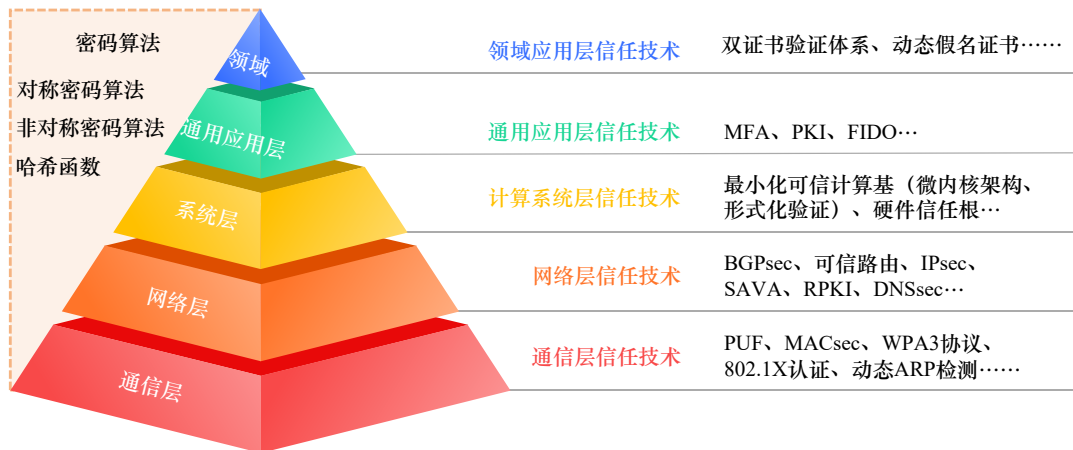 密码算法
对称密码算法
非对称密码算法
哈希函数
领域
通用应用层
系统层
网络层
通信层
领域应用层信任技术
双证书验证体系、动态假名证书……
通用应用层信任技术
MFA、PKI、FIDO…
计算系统层信任技术
最小化可信计算基（微内核架构、
形式化验证）、硬件信任根…
网络层信任技术
BGPsec、可信路由、IPsec、
SAVA、RPKI、DNSsec…
通信层信任技术
PUF、MACsec、WPA3协议、
802.1X认证、动态ARP检测……